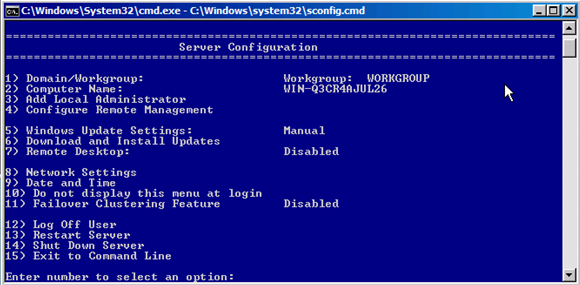 C:\Windows\System32\cmd.exe - C:\Windows\system32\sconfig.cmd
===============================================================================
Server Configuration
===============================================================================
1) Domain/Workgroup: Workgroup: WORKGROUP
2) Computer Name: WIN-Q3CR4AJUL26
3) Add Local Administrator
4) Configure Remote Management
5) Windows Update Settings: Manual
6) Download and Install Updates
7) Remote Desktop: Disabled
8) Network Settings
9) Date and Time
10) Do not display this menu at login
11) Failover Clustering Feature Disabled
12) Log Off User
13) Restart Server
14) Shut Down Server
15) Exit to Command Line
Enter number to select an option: